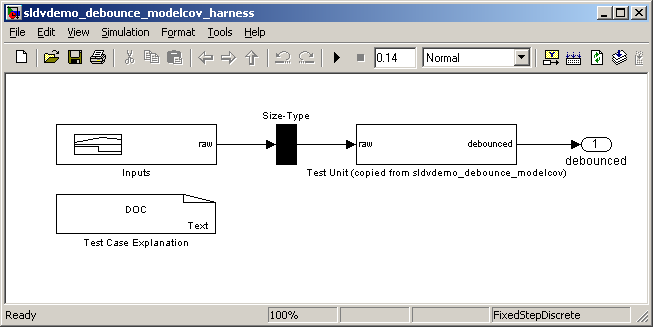 sldvdemo_debounce_modelcov_harness
File Edit View Simulation Format Tools Help
0.14 Normal
Size-Type
raw raw debounced 1
debounced
Inputs
Test Unit (copied from sldvdemo_debounce_modelcov)
DOC
Text
Test Case Explanation
Ready 100% FixedStepDiscrete